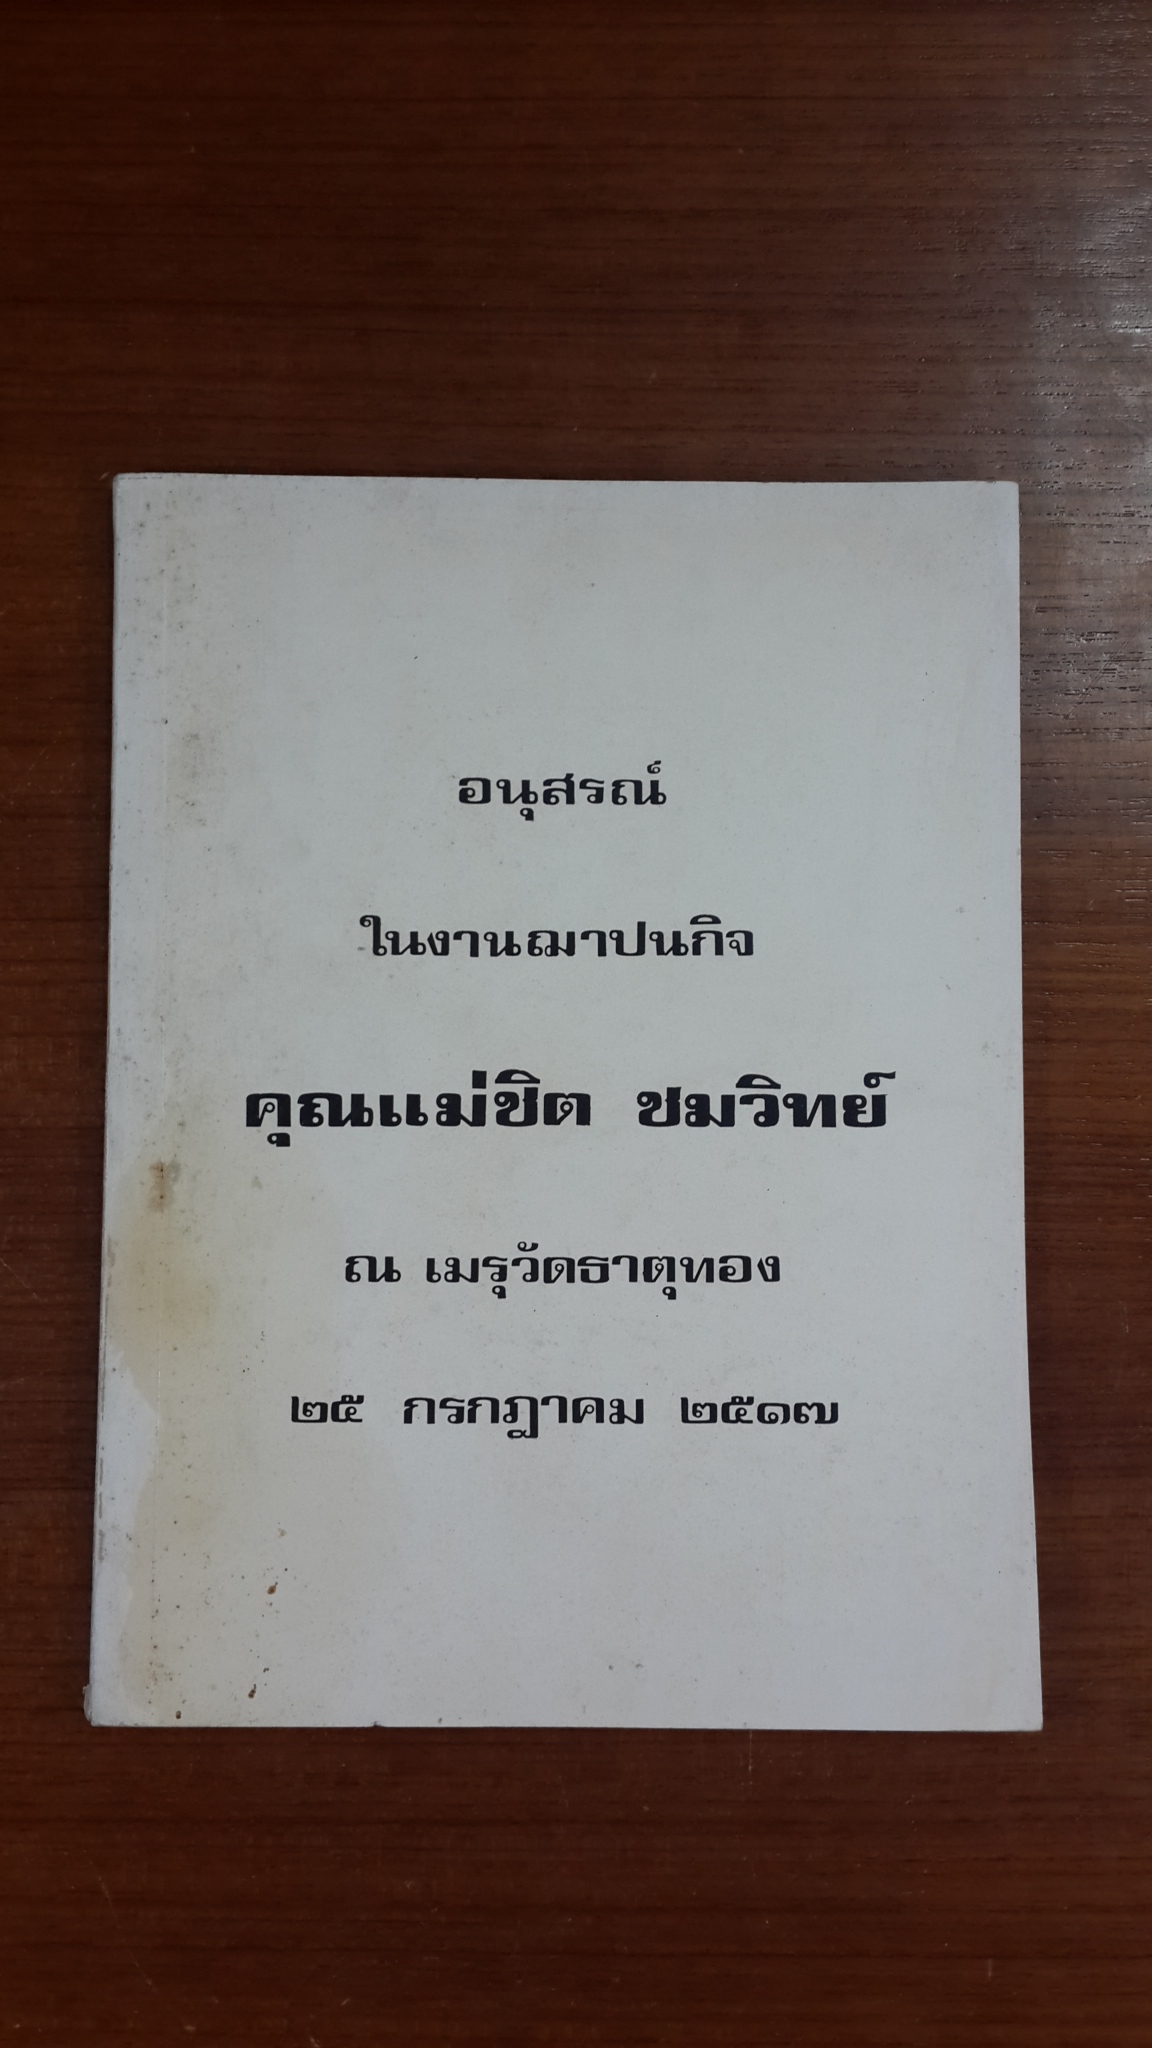 อนุสรณ์
ในงานฌาปนกิจ
คุณแม่ชิต ชมวิทย์
ณ เมรุวัดธาตุทอง
๒๕ กรกฎาคม ๒๕๑๗